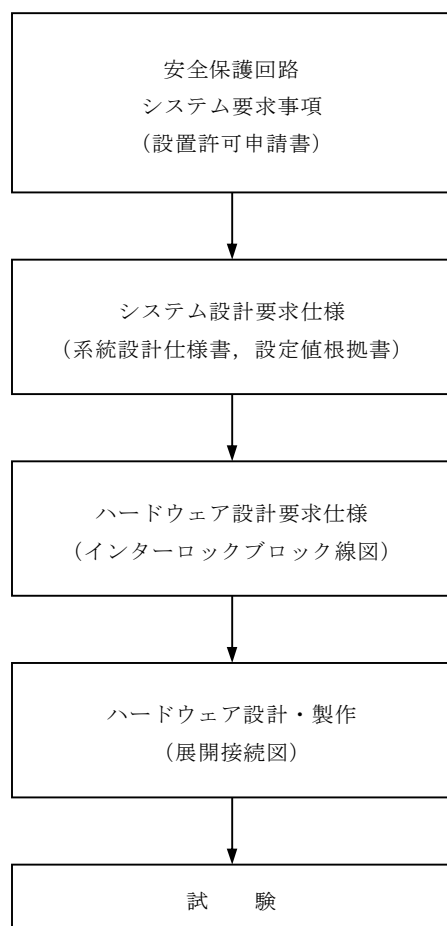 安全保護回路
システム要求事項
（設置許可申請書）
システム設計要求仕様
（系統設計仕様書，設定値根拠書）
ハードウェア設計要求仕様
（インターロックブロック線図）
ハードウェア設計・製作
（展開接続図）
試　　験